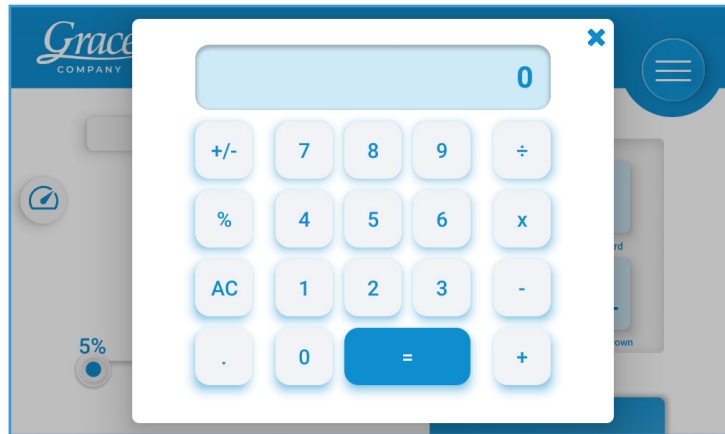 Grace
COMPANY
0
+/- 7 8 9 ÷
% 4 5 6 x
rd
AC 1 2 3 -
own
5%
. 0 = +